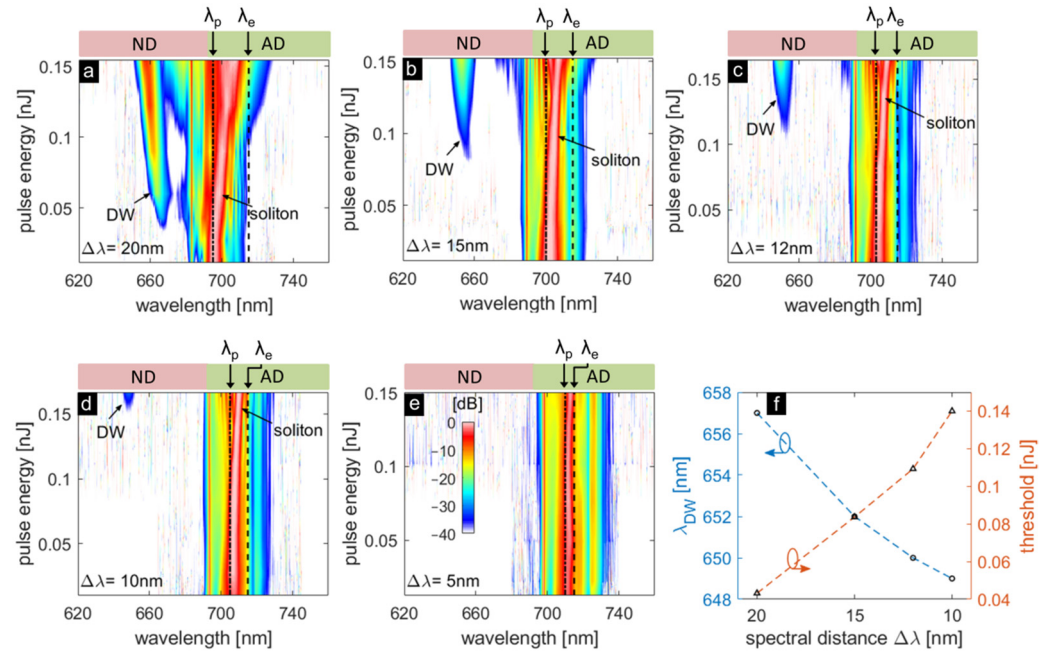 λp λe
ND AD
a
pulse energy [nJ]
0.15
0.1
0.05
DW
soliton
Δλ= 20nm
620 660 700 740
wavelength [nm]
λp λe
ND AD
b
pulse energy [nJ]
0.15
0.1
0.05
DW
soliton
Δλ= 15nm
620 660 700 740
wavelength [nm]
λp λe
ND AD
c
pulse energy [nJ]
0.15
0.1
0.05
DW
soliton
Δλ= 12nm
620 660 700 740
wavelength [nm]
λp λe
ND AD
d
pulse energy [nJ]
0.15
0.1
0.05
DW
soliton
Δλ= 10nm
620 660 700 740
wavelength [nm]
λp λe
ND AD
e
pulse energy [nJ]
0.15
0.1
0.05
[dB]
0
−10
−20
−30
−40
Δλ= 5nm
620 660 700 740
wavelength [nm]
f
λDW [nm]
658
656
654
652
650
648
threshold [nJ]
0.14
0.12
0.10
0.08
0.06
0.04
20 15 10
spectral distance Δλ [nm]